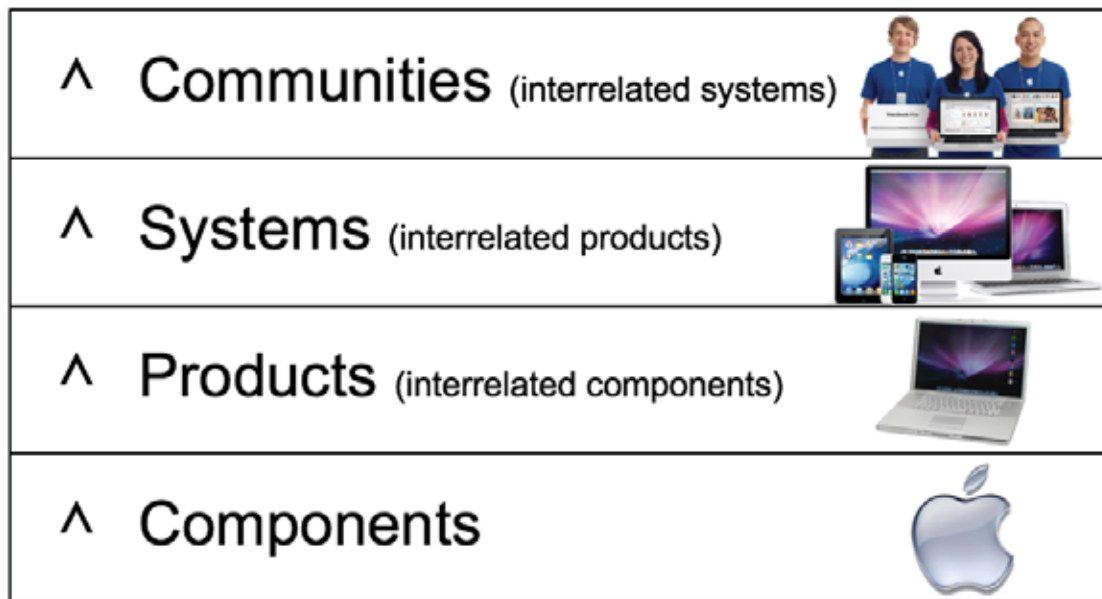 ^ Communities (interrelated systems)
^ Systems (interrelated products)
^ Products (interrelated components)
^ Components